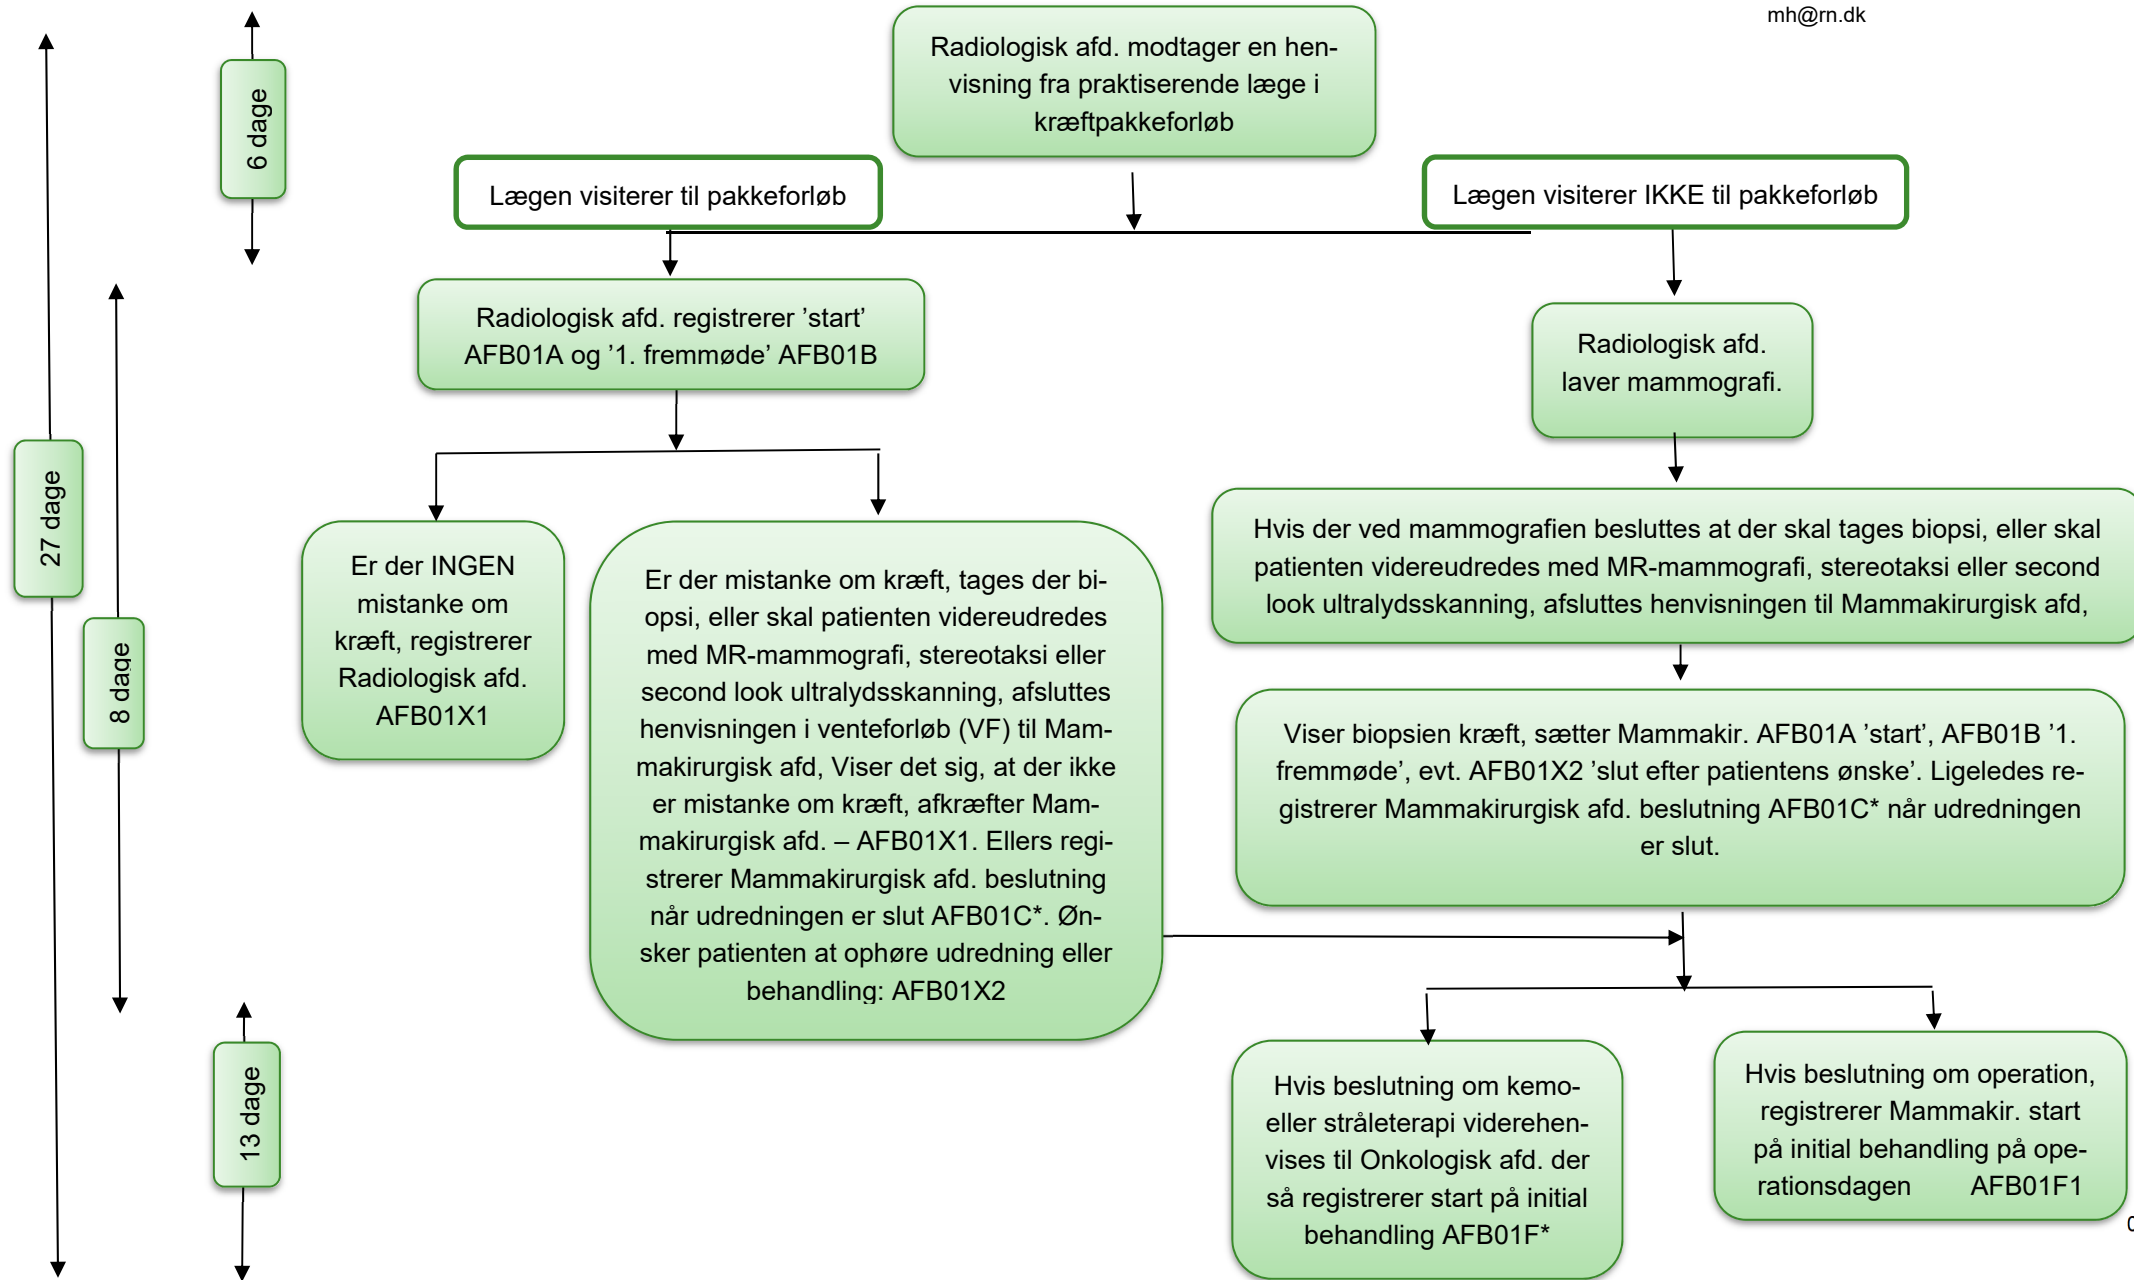 mh@rn.dk
Radiologisk afd. modtager en hen-
visning fra praktiserende læge i
kræftpakkeforløb
6 dage
Lægen visiterer til pakkeforløb
Lægen visiterer IKKE til pakkeforløb
Radiologisk afd. registrerer ’start’
AFB01A og ’1. fremmøde’ AFB01B
Radiologisk afd.
laver mammografi.
27 dage
8 dage
Er der INGEN
mistanke om
kræft, registrerer
Radiologisk afd.
AFB01X1
Er der mistanke om kræft, tages der bi-
opsi, eller skal patienten videreudredes
med MR-mammografi, stereotaksi eller
second look ultralydsskanning, afsluttes
henvisningen i venteforløb (VF) til Mam-
makirurgisk afd, Viser det sig, at der ikke
er mistanke om kræft, afkræfter Mam-
makirurgisk afd. – AFB01X1. Ellers regi-
strerer Mammakirurgisk afd. beslutning
når udredningen er slut AFB01C*. Øn-
sker patienten at ophøre udredning eller
behandling: AFB01X2
Hvis der ved mammografien besluttes at der skal tages biopsi, eller skal
patienten videreudredes med MR-mammografi, stereotaksi eller second
look ultralydsskanning, afsluttes henvisningen til Mammakirurgisk afd,
Viser biopsien kræft, sætter Mammakir. AFB01A ’start’, AFB01B ’1.
fremmøde’, evt. AFB01X2 ’slut efter patientens ønske’. Ligeledes re-
gistrerer Mammakirurgisk afd. beslutning AFB01C* når udredningen
er slut.
13 dage
Hvis beslutning om kemo-
eller stråleterapi viderehen-
vises til Onkologisk afd. der
så registrerer start på initial
behandling AFB01F*
Hvis beslutning om operation,
registrerer Mammakir. start
på initial behandling på ope-
rationsdagen AFB01F1